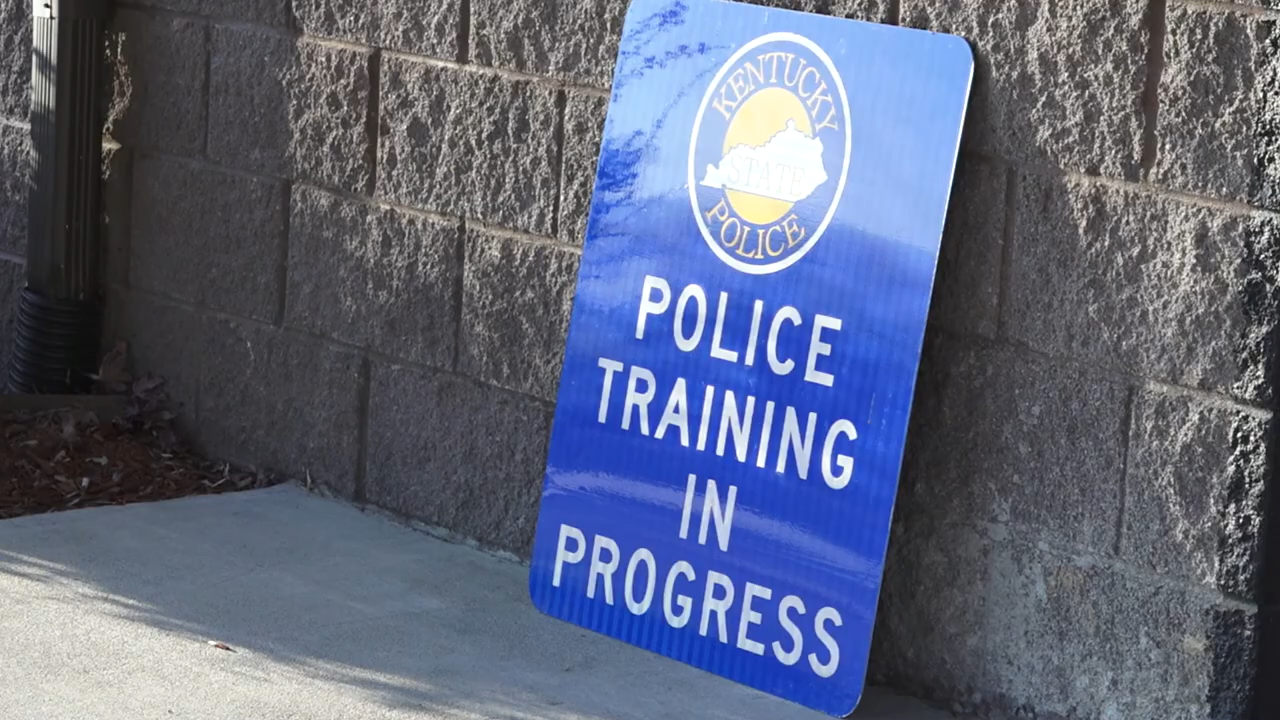 KENTUCKY
STATE
POLICE
POLICE
TRAINING
IN
PROGRESS